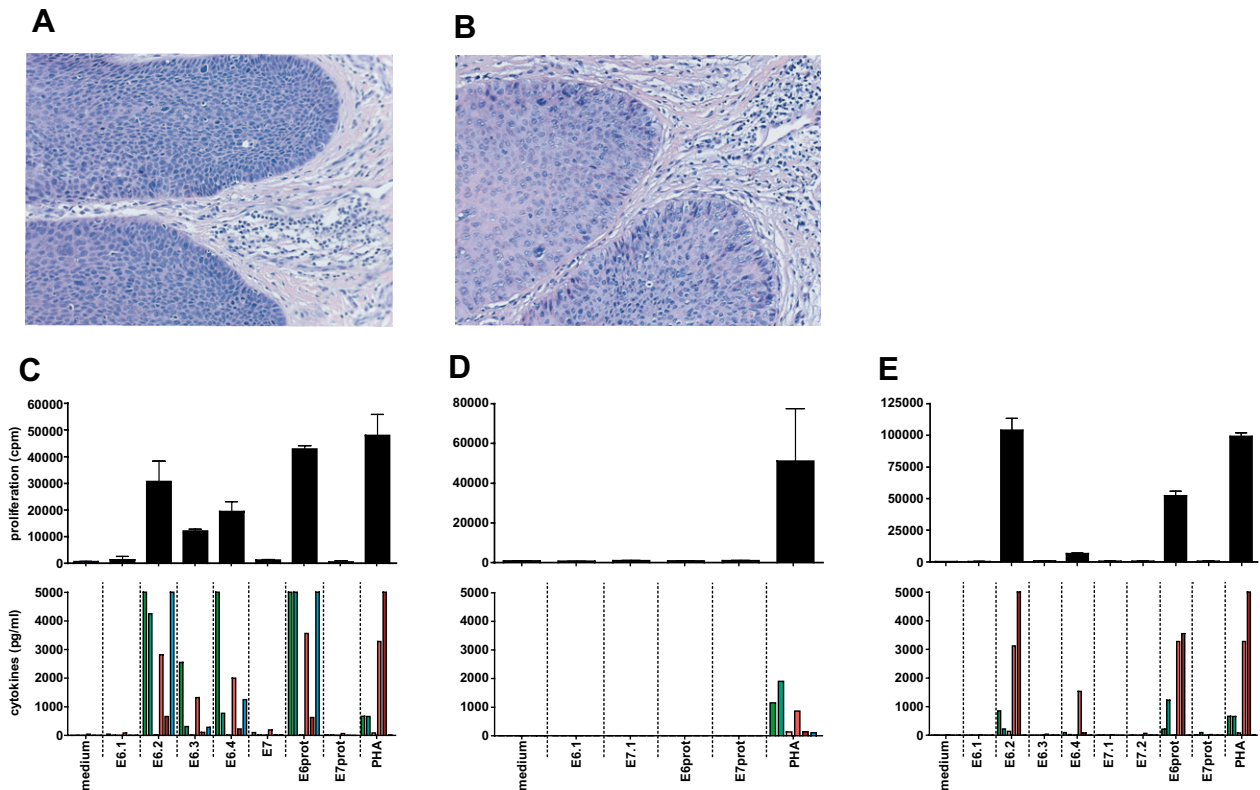 A
B
C
D
E
proliferation (cpm)
60000
50000
40000
30000
20000
10000
0
80000
60000
40000
20000
0
125000
100000
75000
50000
25000
0
cytokines (pg/ml)
5000
4000
3000
2000
1000
0
medium
E6.1
E6.2
E6.3
E6.4
E7
E6prot
E7prot
PHA
5000
4000
3000
2000
1000
0
medium
E6.1
E7.1
E6prot
E7prot
PHA
5000
4000
3000
2000
1000
0
medium
E6.1
E6.2
E6.3
E6.4
E7.1
E7.2
E6prot
E7prot
PHA